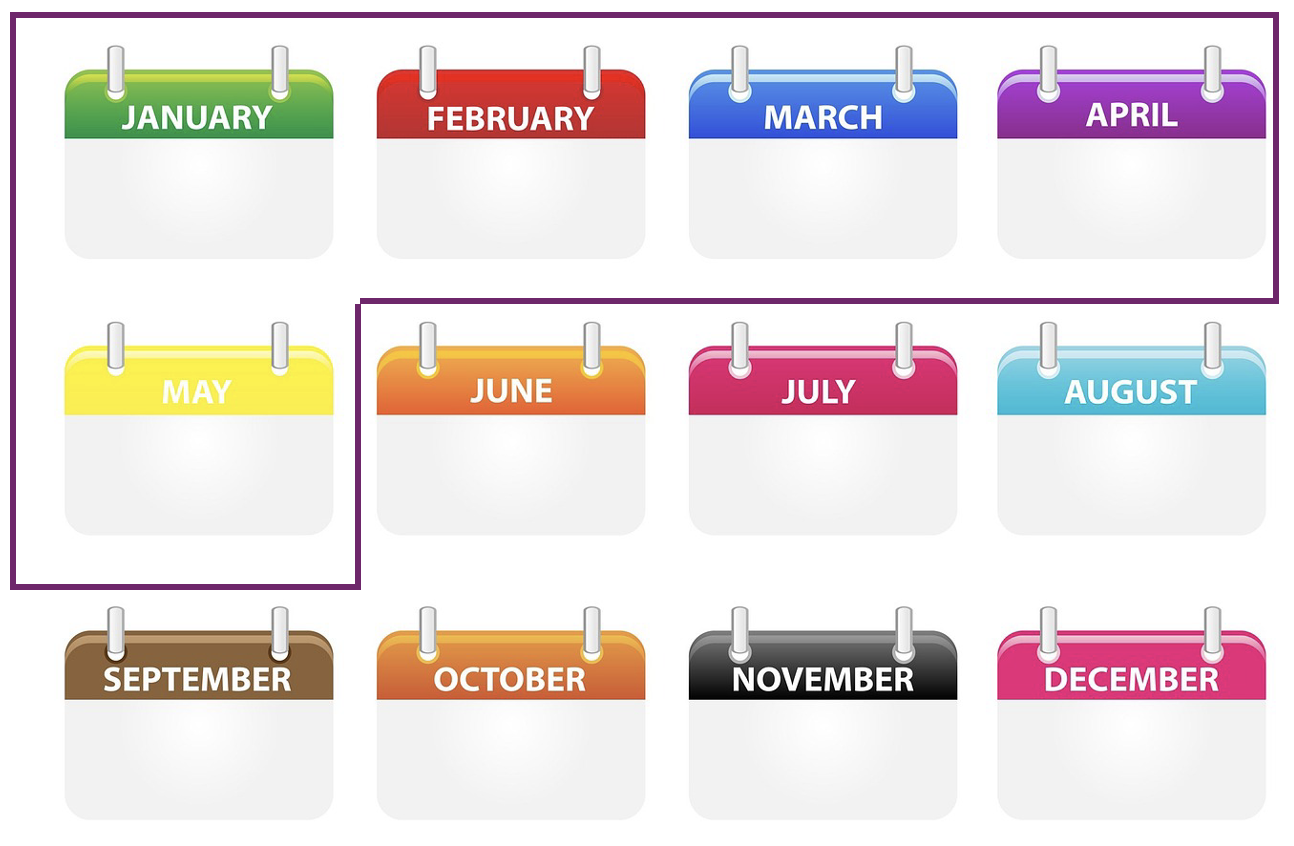 JANUARY
FEBRUARY
MARCH
APRIL
MAY
JUNE
JULY
AUGUST
SEPTEMBER
OCTOBER
NOVEMBER
DECEMBER